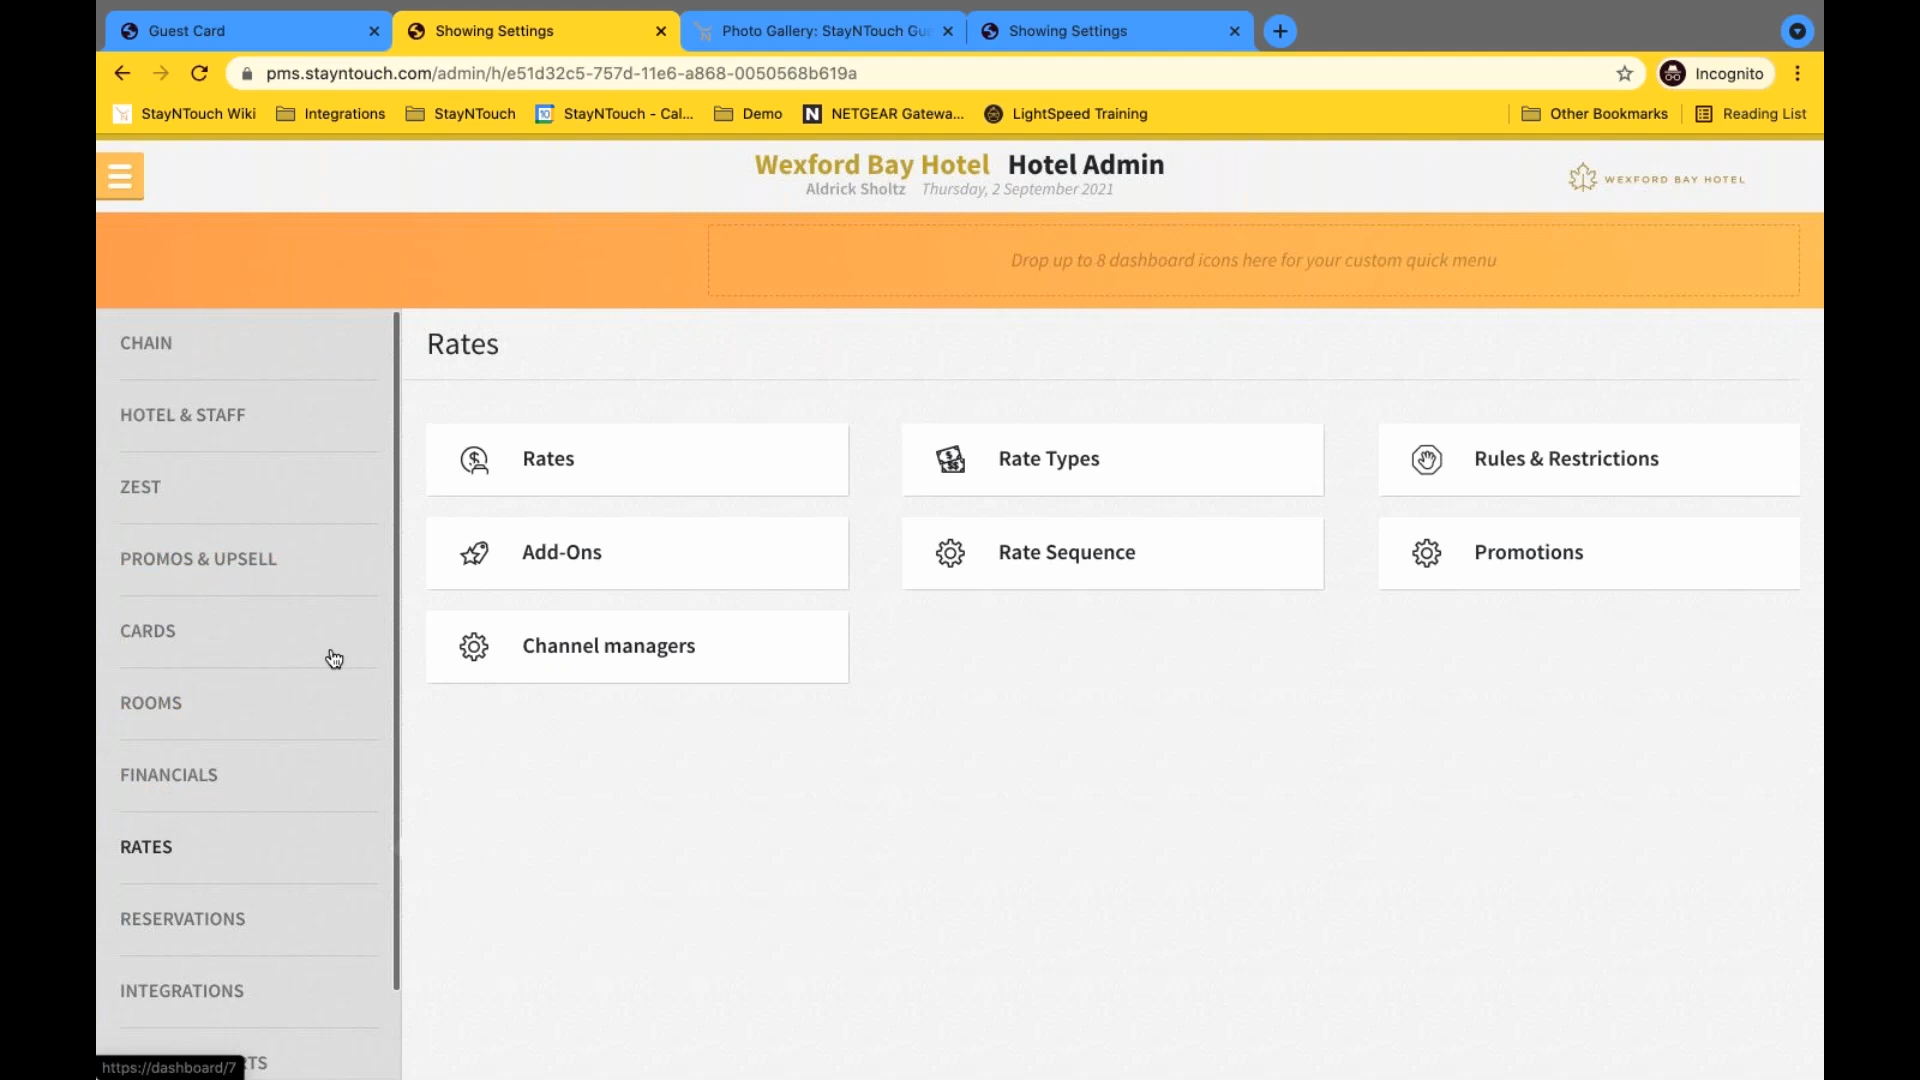 Guest Card
Showing Settings
Photo Gallery: StayNTouch Gu
Showing Settings
pms.stayntouch.com/admin/h/e51d32c5-757d-11e6-a868-0050568b619a
Incognito
StayNTouch Wiki
Integrations
StayNTouch
10
StayNTouch - Cal...
Demo
N
NETGEAR Gatewa...
LightSpeed Training
Other Bookmarks
Reading List
Wexford Bay Hotel Hotel Admin
Aldrick Sholtz Thursday, 2 September 2021
WEXFORD BAY HOTEL
Drop up to 8 dashboard icons here for your custom quick menu
CHAIN
HOTEL & STAFF
ZEST
PROMOS & UPSELL
CARDS
ROOMS
FINANCIALS
RATES
RESERVATIONS
INTEGRATIONS
RTS
https://dashboard/7
Rates
Rates
Rate Types
Rules & Restrictions
Add-Ons
Rate Sequence
Promotions
Channel managers